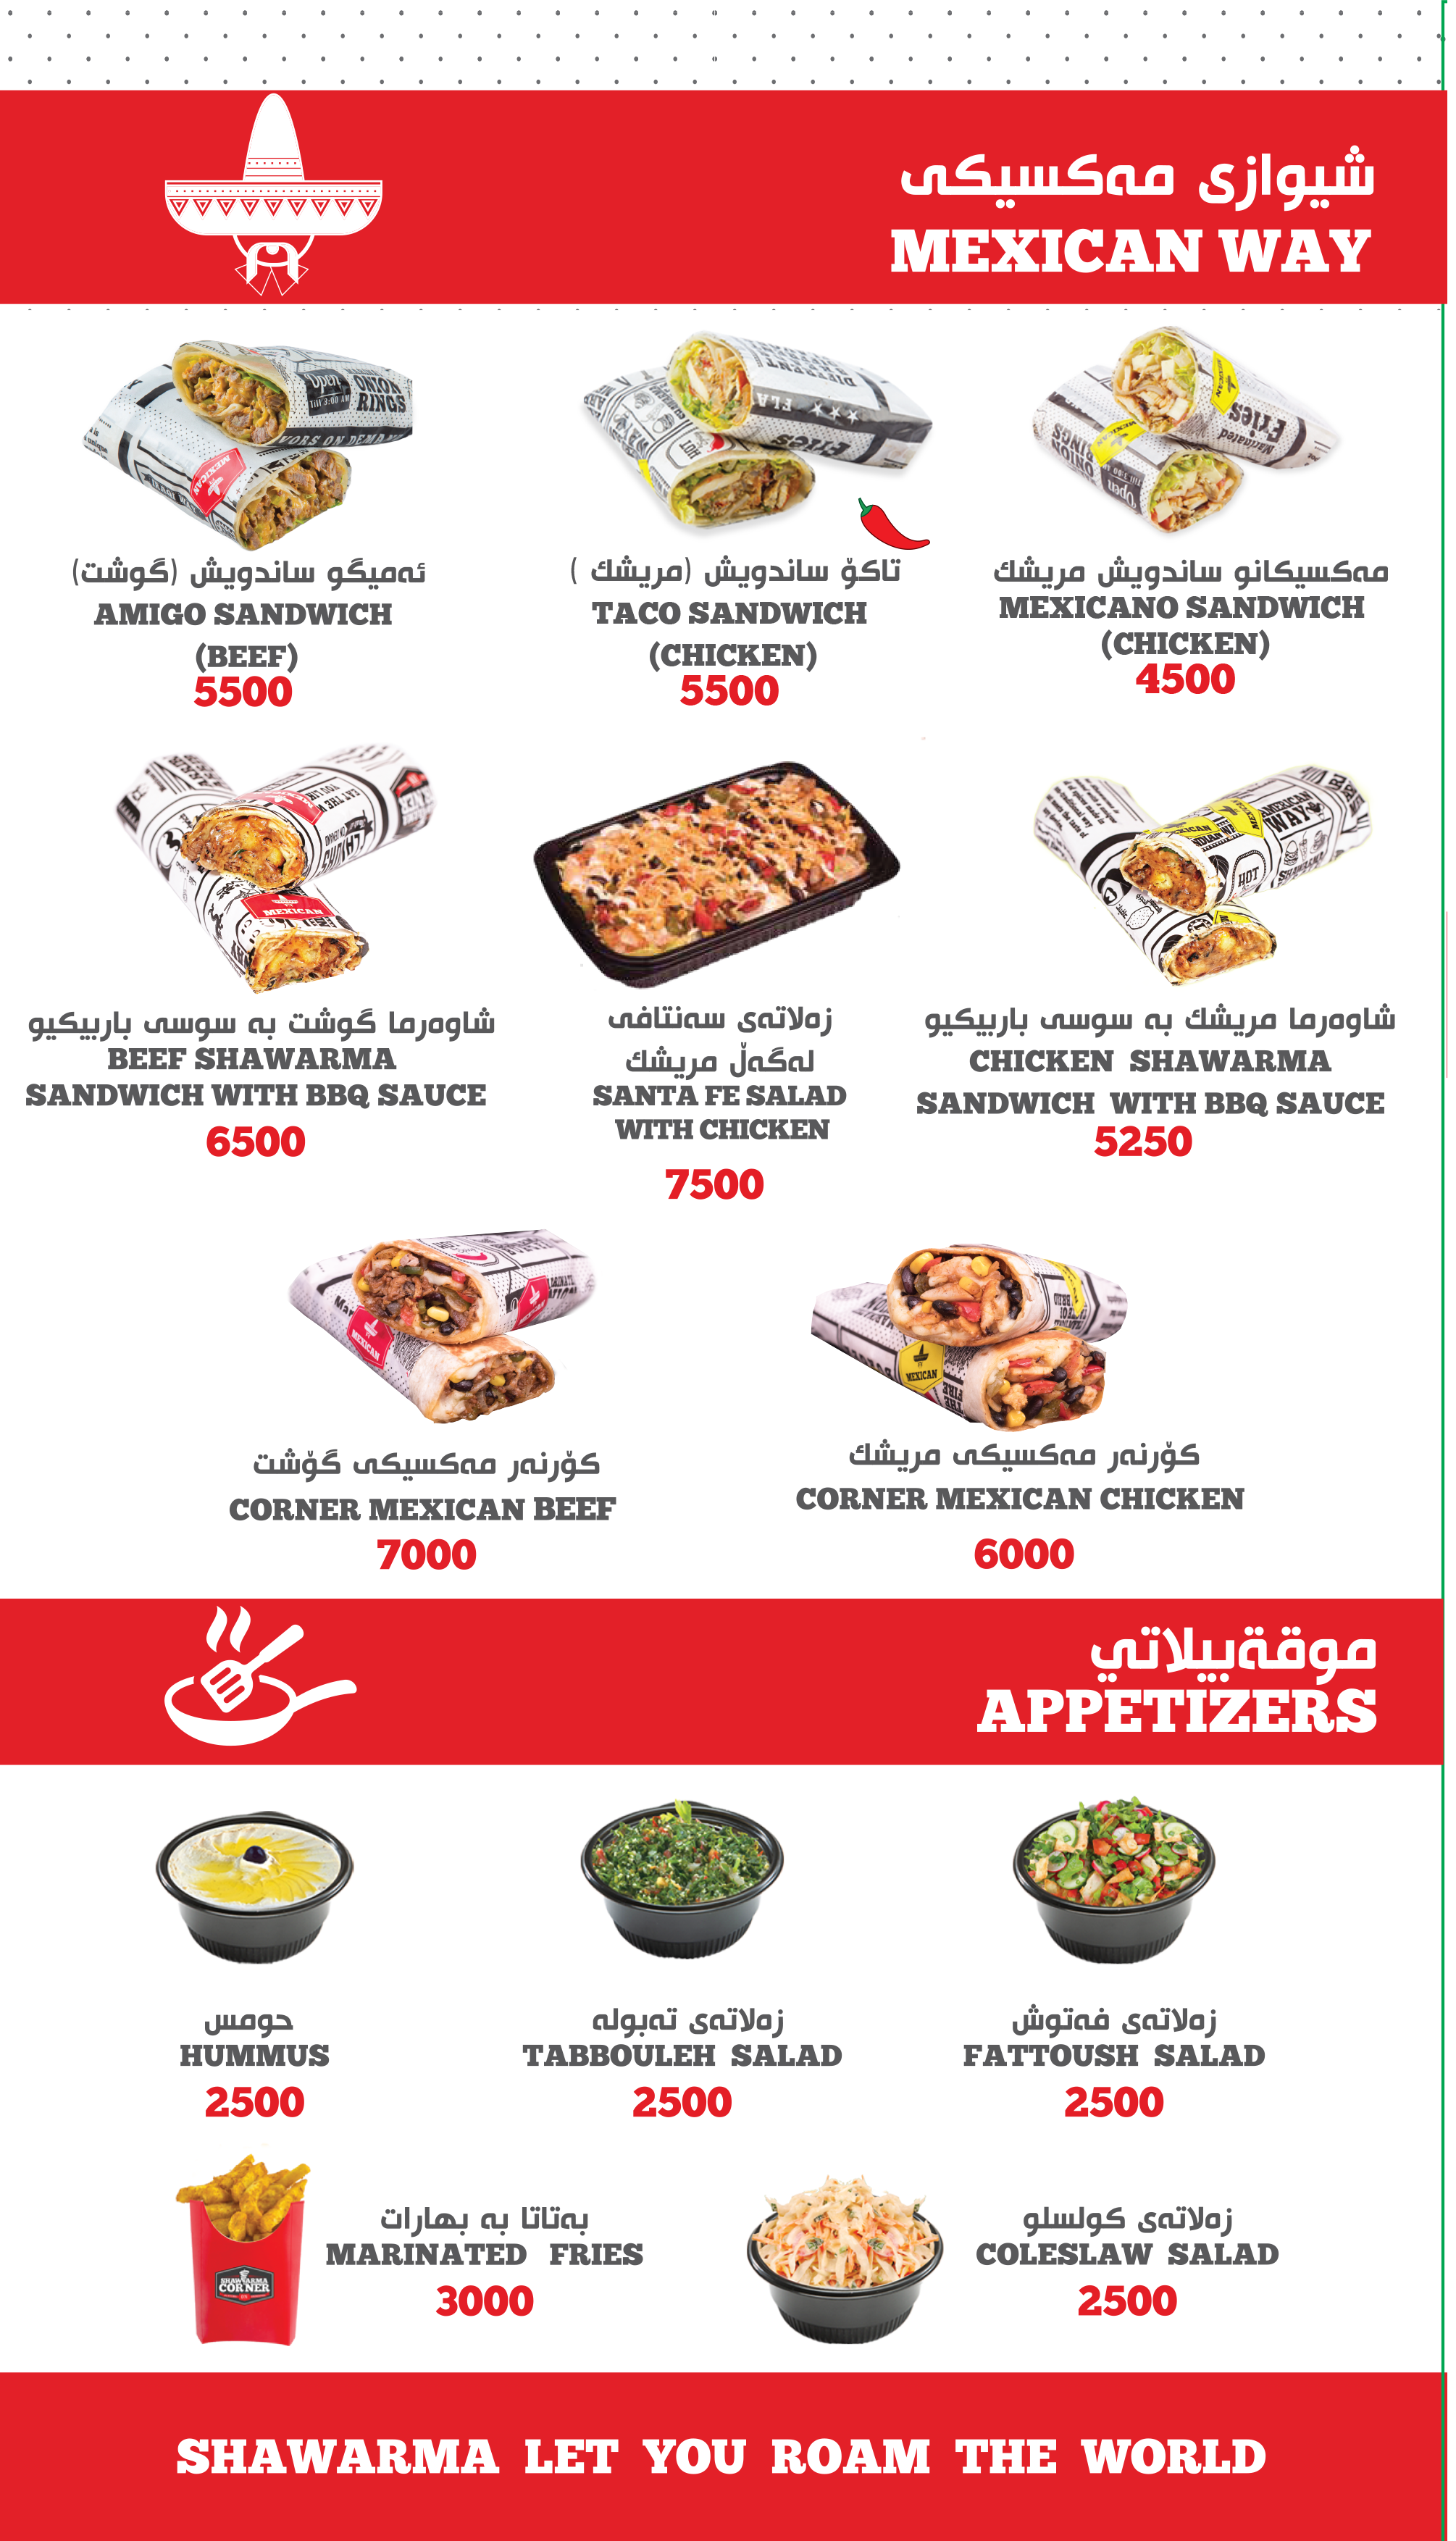 شیوازی مەکسیکی
MEXICAN WAY
ئەمیگو ساندویش (گوشت)
AMIGO SANDWICH
(BEEF)
5500
تاکۆ ساندویش (مریشك )
TACO SANDWICH
(CHICKEN)
5500
مەکسیکانو ساندویش مریشك
MEXICANO SANDWICH
(CHICKEN)
4500
شاوەرما گوشت بە سوسی باربیکیو
BEEF SHAWARMA
SANDWICH WITH BBQ SAUCE
6500
زەلاتەی سەنتافی
لەگەڵ مریشك
SANTA FE SALAD
WITH CHICKEN
7500
شاوەرما مریشك بە سوسی باربیکیو
CHICKEN SHAWARMA
SANDWICH WITH BBQ SAUCE
5250
کۆرنەر مەکسیکی گۆشت
CORNER MEXICAN BEEF
7000
کۆرنەر مەکسیکی مریشك
CORNER MEXICAN CHICKEN
6000
موقةبيلاتي
APPETIZERS
حومس
HUMMUS
2500
زەلاتەی تەبولە
TABBOULEH SALAD
2500
زەلاتەی فەتوش
FATTOUSH SALAD
2500
SHAWARMA
CORNER
بەتاتا بە بهارات
MARINATED FRIES
3000
زەلاتەی کولسلو
COLESLAW SALAD
2500
SHAWARMA LET YOU ROAM THE WORLD